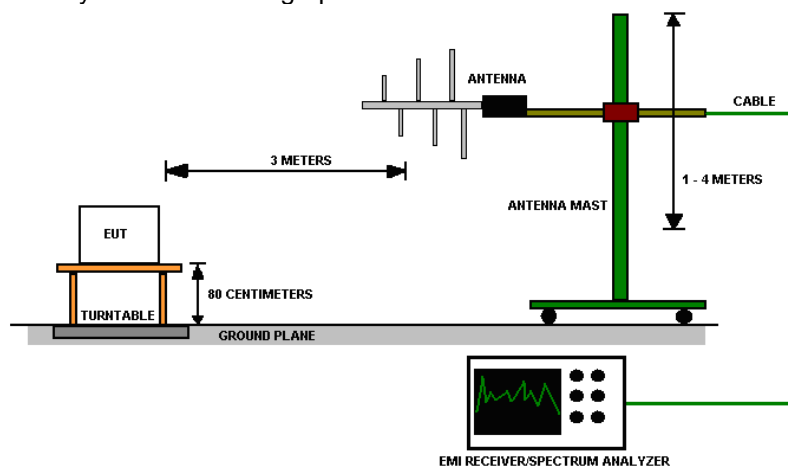 ANTENNA
CABLE
3 METERS
1 - 4 METERS
ANTENNA MAST
EUT
80 CENTIMETERS
TURNTABLE
GROUND PLANE
EMI RECEIVER/SPECTRUM ANALYZER